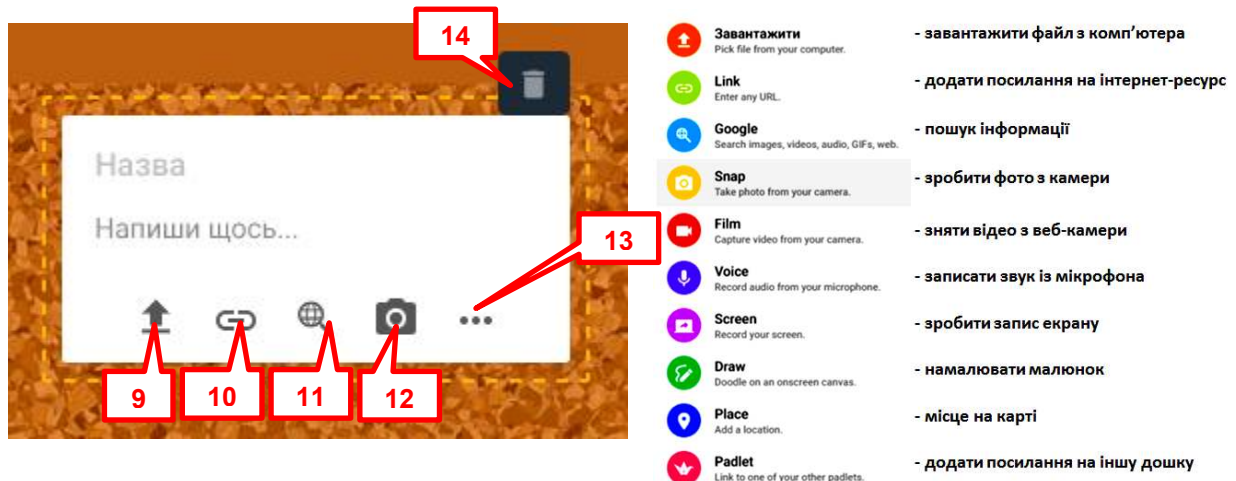 14
Назва
Напиши щось...
13
9
10
11
12
Завантажити
Pick file from your computer.
- завантажити файл з комп'ютера
Link
Enter any URL.
- додати посилання на інтернет-ресурс
Google
Search images, videos, audio, GIFs, web.
- пошук інформації
Snap
Take photo from your camera.
- зробити фото з камери
Film
Capture video from your camera.
- зняти відео з веб-камери
Voice
Record audio from your microphone.
- записати звук із мікрофона
Screen
Record your screen.
- зробити запис екрану
Draw
Doodle on an onscreen canvas.
- намалювати малюнок
Place
Add a location.
- місце на карті
Padlet
Link to one of your other padlets.
- додати посилання на іншу дошку